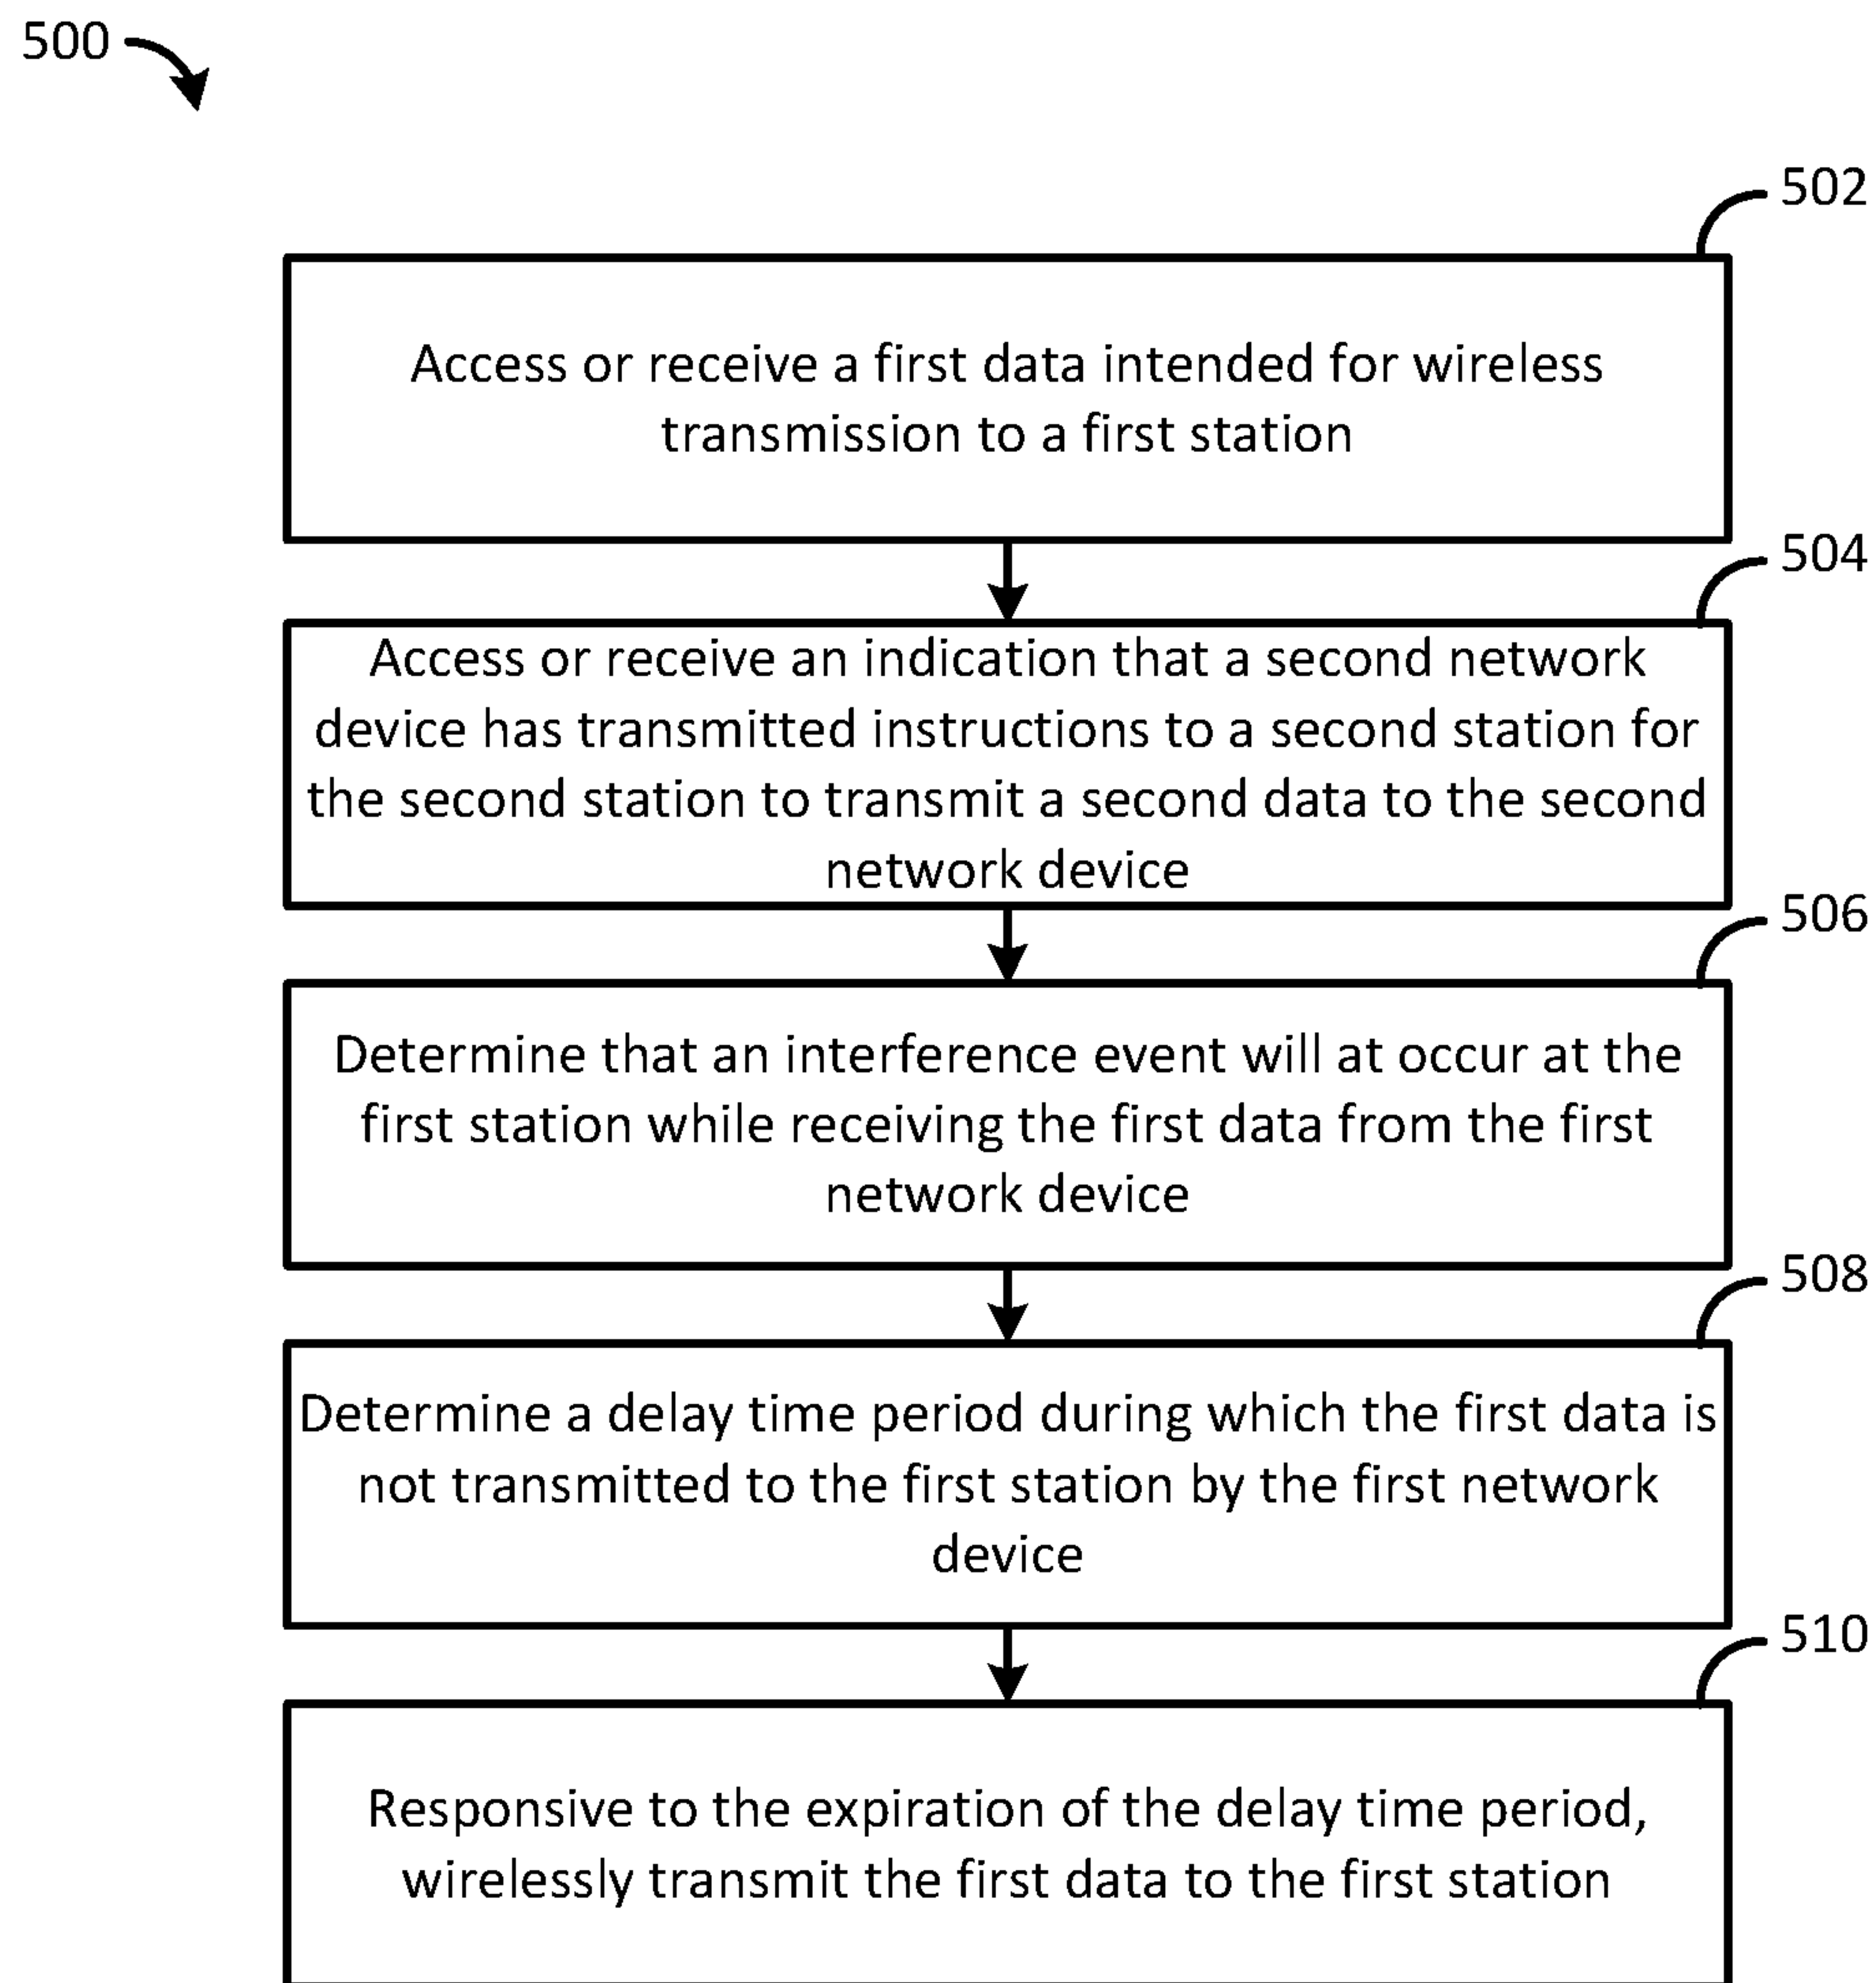 500
502
Access or receive a first data intended for wireless
transmission to a first station
504
Access or receive an indication that a second network
device has transmitted instructions to a second station for
the second station to transmit a second data to the second
network device
506
Determine that an interference event will at occur at the
first station while receiving the first data from the first
network device
508
Determine a delay time period during which the first data is
not transmitted to the first station by the first network
device
510
Responsive to the expiration of the delay time period,
wirelessly transmit the first data to the first station